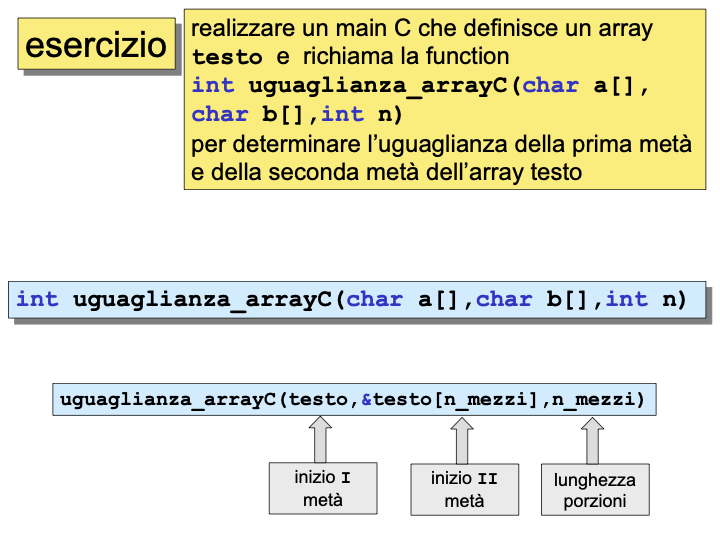 esercizio
realizzare un main C che definisce un array
testo e richiama la function
int uguaglianza_arrayC(char a[],
char b[],int n)
per determinare l’uguaglianza della prima metà
e della seconda metà dell’array testo
int uguaglianza_arrayC(char a[],char b[],int n)
uguaglianza_arrayC(testo,&testo[n_mezzi],n_mezzi)
inizio I
metà
inizio II
metà
lunghezza
porzioni